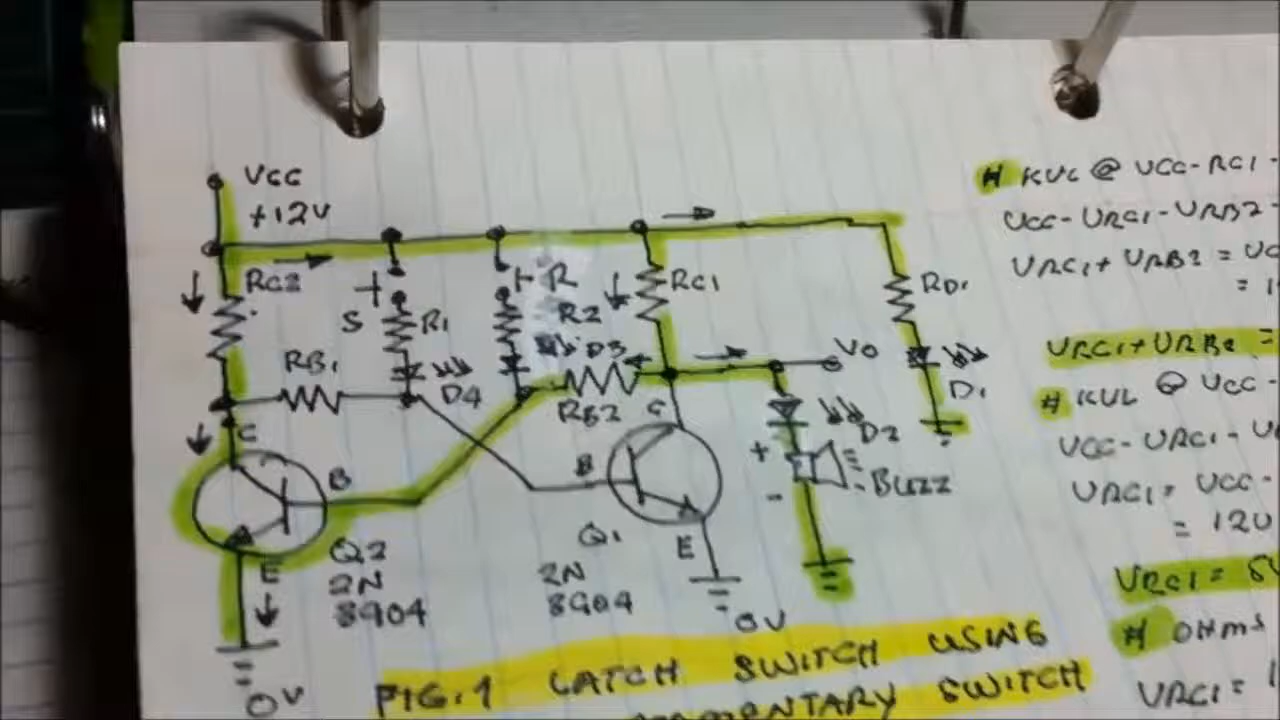 VCC
+12V
RC2
S
R1
D4
RB1
R
R2
D3
RB2
RC1
VO
RD1
D1
D2
+
-
BUZZ
C
B
E
Q2
2N
3904
0V
C
B
E
Q1
2N
3904
0V
FIG.1 LATCH SWITCH USING
SWITCH
# KVL @ VCC-RC1-
VCC-VRC1-VRB2-
VRC1+VRB2 =
VRC1+VRB2 =
# KVL @ VCC-
VCC-VRC1-
VRC1= VCC-
= 12V
VRC1=
# OHMS
VRC1=